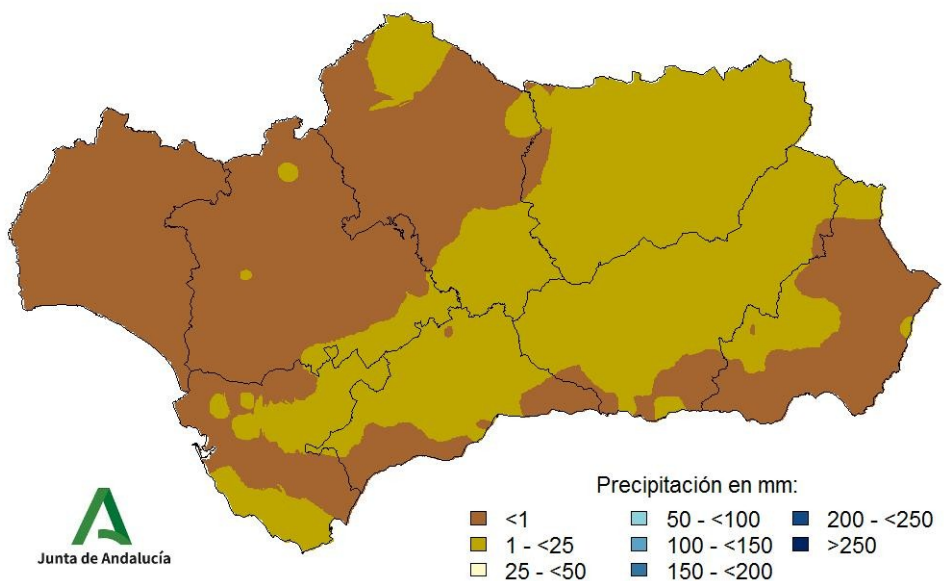 Precipitación en mm:
<1 50 - <100 200 - <250
1 - <25 100 - <150 >250
25 - <50 150 - <200
Junta de Andalucía